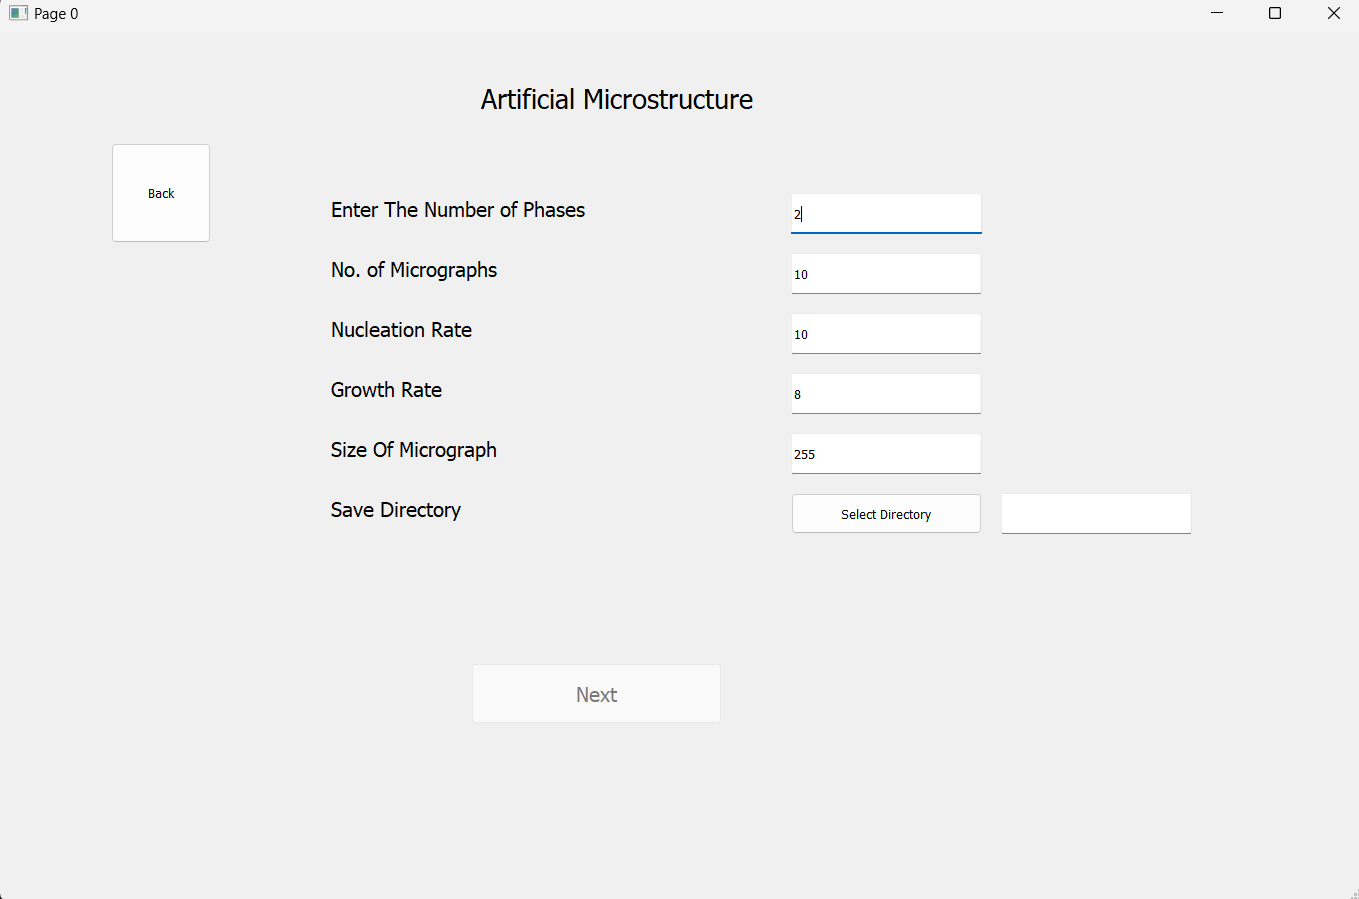 Page 0
Artificial Microstructure
Back
Enter The Number of Phases 2
No. of Micrographs 10
Nucleation Rate 10
Growth Rate 8
Size Of Micrograph 255
Save Directory Select Directory
Next